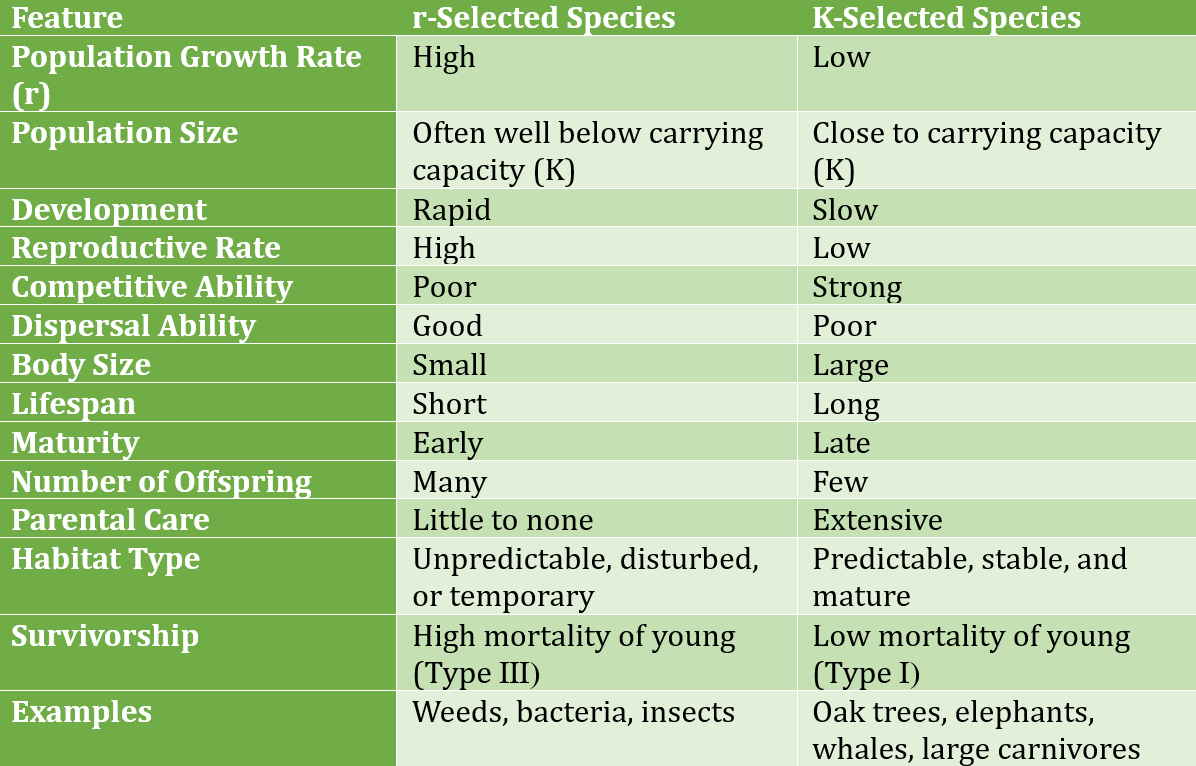 Feature r-Selected Species K-Selected Species
Population Growth Rate High Low
(r)
Population Size Often well below carrying Close to carrying capacity
capacity (K) (K)
Development Rapid Slow
Reproductive Rate High Low
Competitive Ability Poor Strong
Dispersal Ability Good Poor
Body Size Small Large
Lifespan Short Long
Maturity Early Late
Number of Offspring Many Few
Parental Care Little to none Extensive
Habitat Type Unpredictable, disturbed, Predictable, stable, and
or temporary mature
Survivorship High mortality of young Low mortality of young
(Type III) (Type I)
Examples Weeds, bacteria, insects Oak trees, elephants,
whales, large carnivores